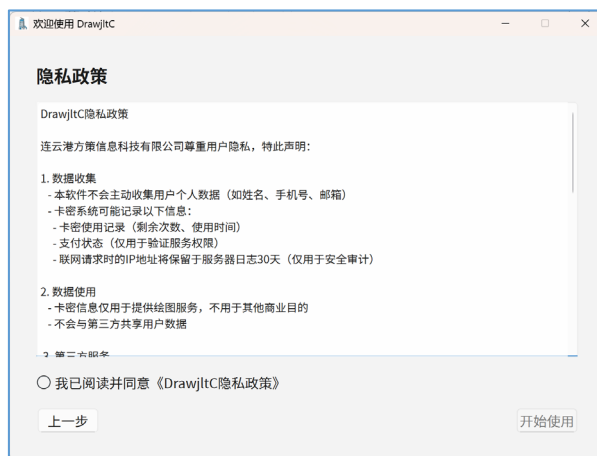 欢迎使用 DrawjltC
隐私政策
DrawjltC隐私政策
连云港方策信息科技有限公司尊重用户隐私，特此声明：
1. 数据收集
- 本软件不会主动收集用户个人数据（如姓名、手机号、邮箱）
- 卡密系统可能记录以下信息：
- 卡密使用记录（剩余次数、使用时间）
- 支付状态（仅用于验证服务权限）
- 联网请求时的IP地址将保留于服务器日志30天（仅用于安全审计）
2. 数据使用
- 卡密信息仅用于提供绘图服务，不用于其他商业目的
- 不会与第三方共享用户数据
3. 第三方服务
我已阅读并同意《DrawjltC隐私政策》
上一步
开始使用